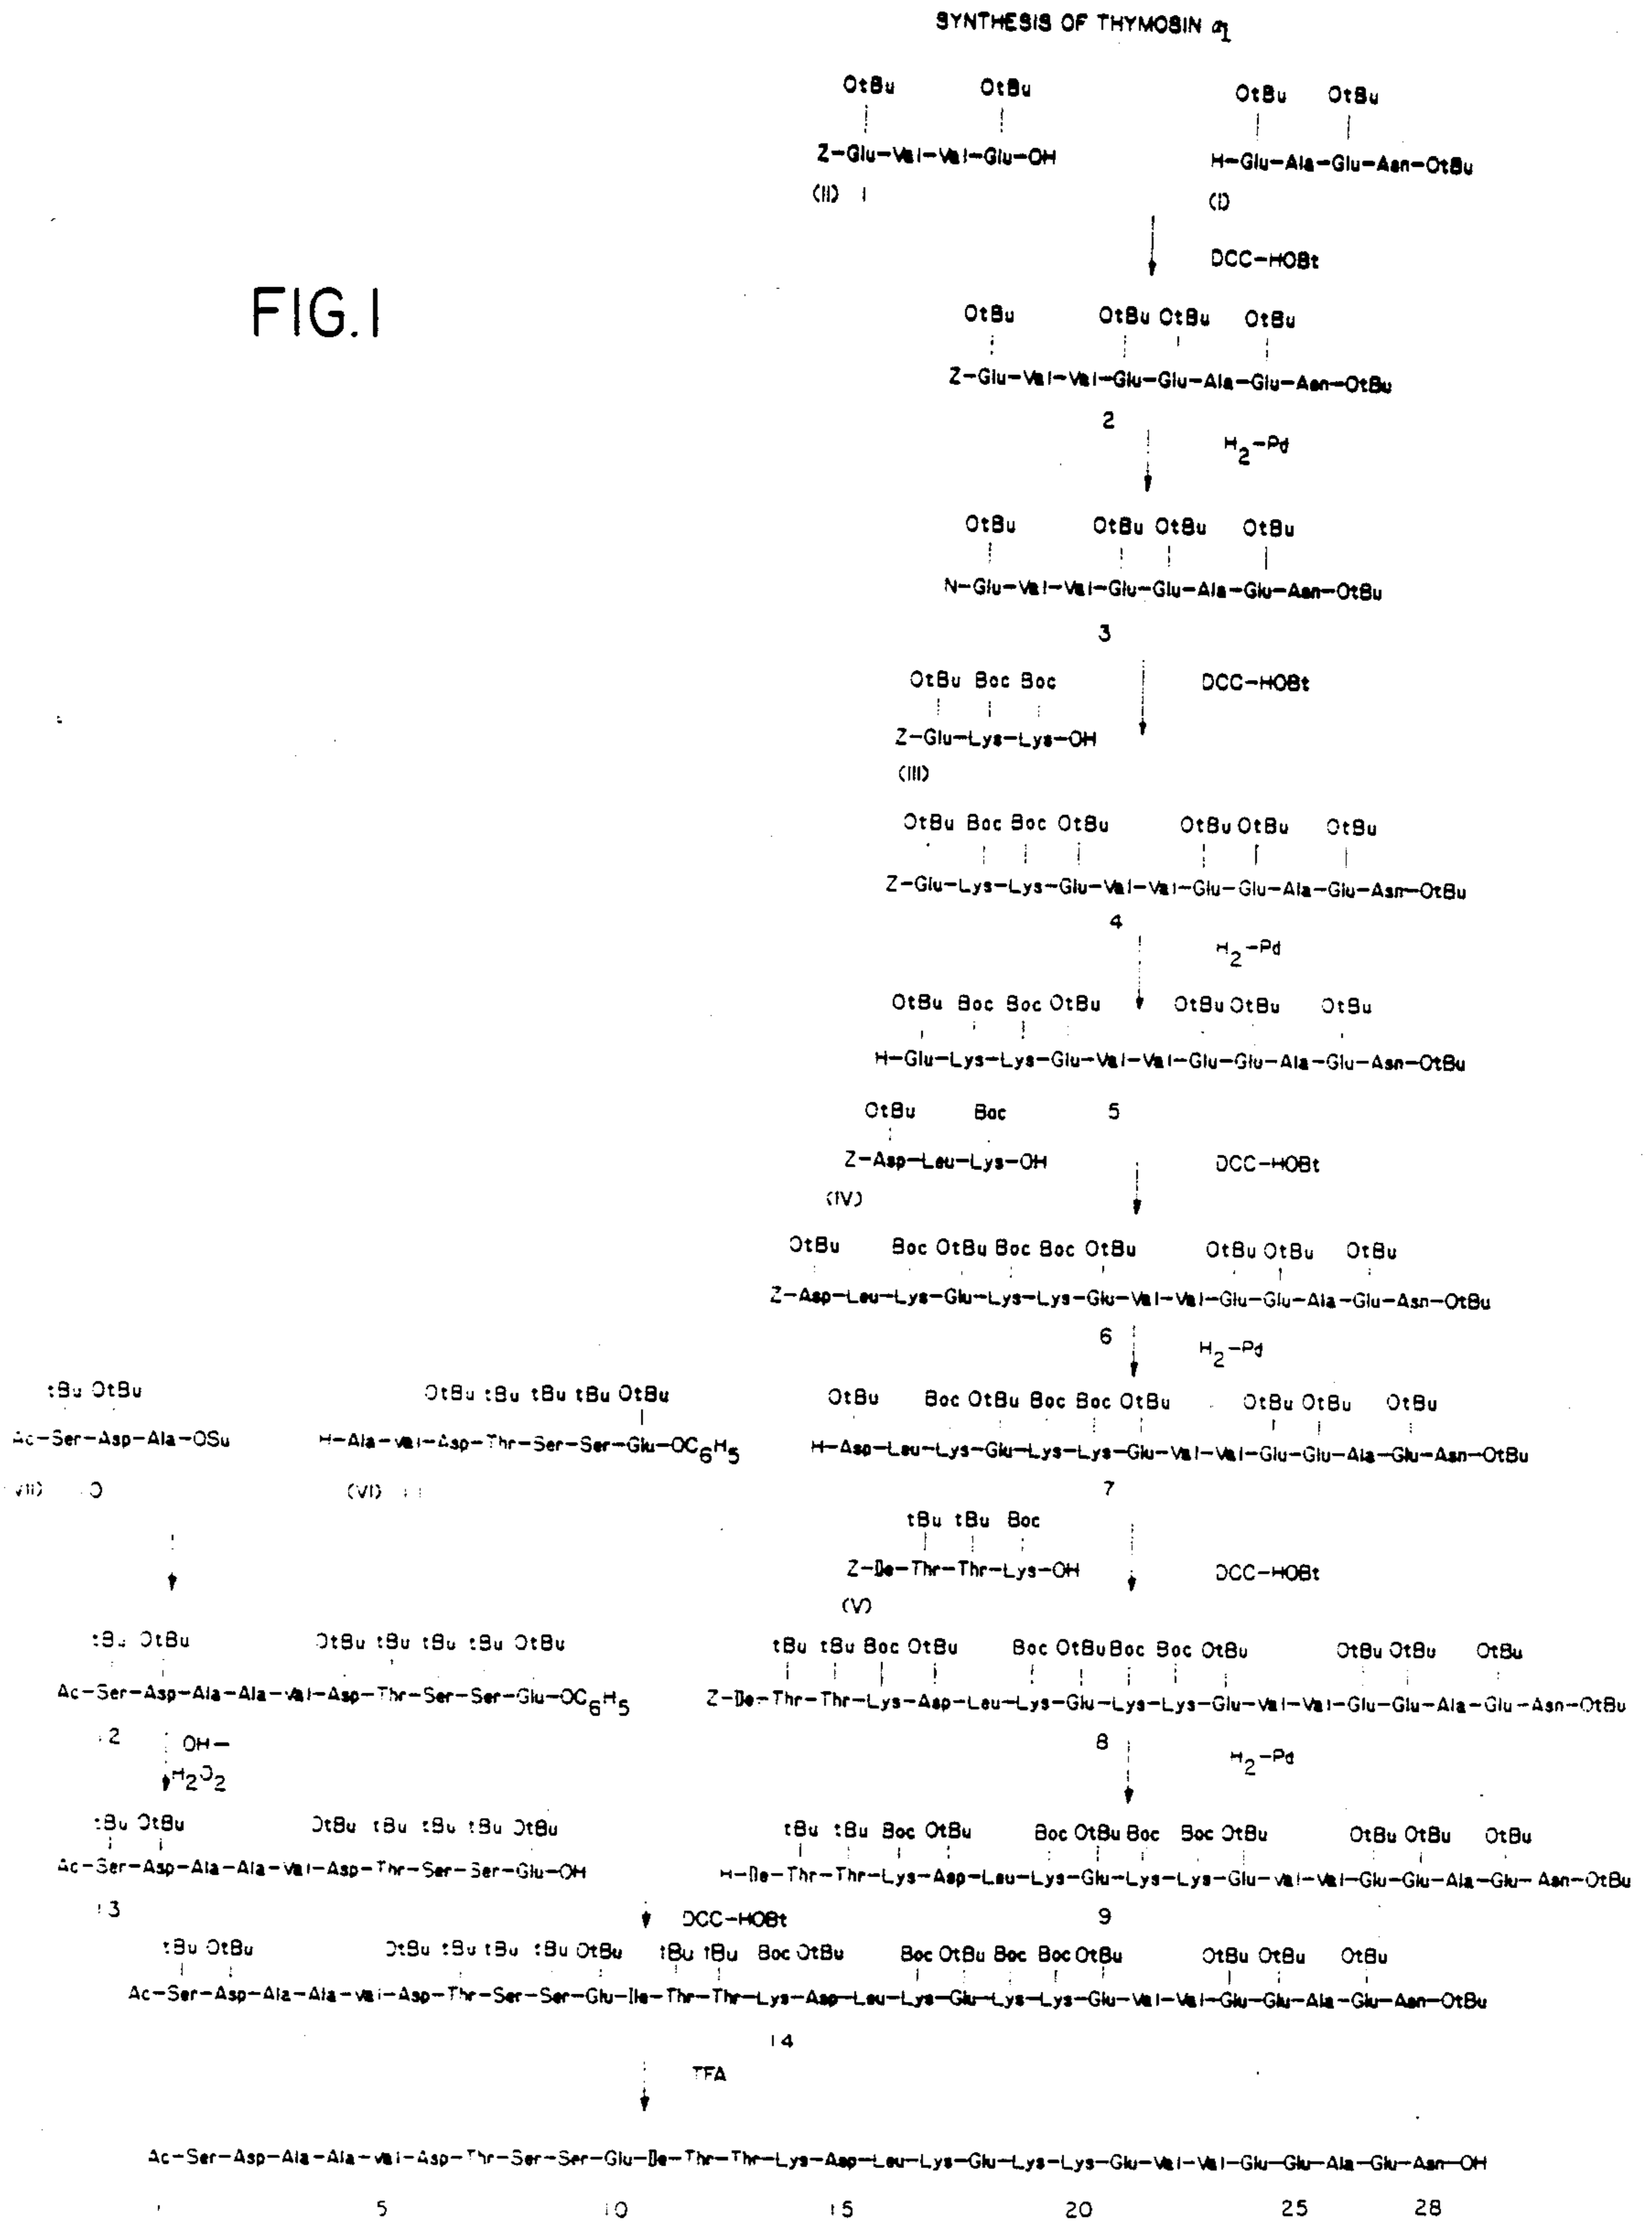 SYNTHESIS OF THYMOSIN α1
OtBu OtBu OtBu OtBu
Z-Glu-Val-Val-Glu-OH H-Glu-Ala-Glu-Asn-OtBu
(II) 1 (I)
DCC-HOBt
FIG.1
OtBu OtBu OtBu OtBu
Z-Glu-Val-Val-Glu-Glu-Ala-Glu-Asn-OtBu
2
H2-Pd
OtBu OtBu OtBu OtBu
N-Glu-Val-Val-Glu-Glu-Ala-Glu-Asn-OtBu
3
OtBu Boc Boc DCC-HOBt
Z-Glu-Lys-Lys-OH
(III)
OtBu Boc Boc OtBu OtBu OtBu OtBu
Z-Glu-Lys-Lys-Glu-Val-Val-Glu-Glu-Ala-Glu-Asn-OtBu
4
H2-Pd
OtBu Boc Boc OtBu OtBu OtBu OtBu
H-Glu-Lys-Lys-Glu-Val-Val-Glu-Glu-Ala-Glu-Asn-OtBu
OtBu Boc 5
Z-Asp-Leu-Lys-OH DCC-HOBt
(IV)
OtBu Boc OtBu Boc Boc OtBu OtBu OtBu OtBu
Z-Asp-Leu-Lys-Glu-Lys-Lys-Glu-Val-Val-Glu-Glu-Ala-Glu-Asn-OtBu
6 H2-Pd
tBu OtBu OtBu tBu tBu tBu OtBu OtBu Boc OtBu Boc Boc OtBu OtBu OtBu OtBu
Ac-Ser-Asp-Ala-OSu H-Ala-Val-Asp-Thr-Ser-Ser-Glu-OC6H5 H-Asp-Leu-Lys-Glu-Lys-Lys-Glu-Val-Val-Glu-Glu-Ala-Glu-Asn-OtBu
(VI) 7
tBu tBu Boc
Z-Ile-Thr-Thr-Lys-OH DCC-HOBt
(V)
tBu OtBu OtBu tBu tBu tBu OtBu tBu tBu Boc OtBu Boc OtBu Boc Boc OtBu OtBu OtBu OtBu
Ac-Ser-Asp-Ala-Ala-Val-Asp-Thr-Ser-Ser-Glu-OC6H5 Z-Ile-Thr-Thr-Lys-Asp-Leu-Lys-Glu-Lys-Lys-Glu-Val-Val-Glu-Glu-Ala-Glu-Asn-OtBu
12 OH- 8 H2-Pd
H2O2
tBu OtBu OtBu tBu tBu tBu OtBu tBu tBu Boc OtBu Boc OtBu Boc Boc OtBu OtBu OtBu OtBu
Ac-Ser-Asp-Ala-Ala-Val-Asp-Thr-Ser-Ser-Glu-OH H-Ile-Thr-Thr-Lys-Asp-Leu-Lys-Glu-Lys-Lys-Glu-Val-Val-Glu-Glu-Ala-Glu-Asn-OtBu
13 DCC-HOBt 9
tBu OtBu OtBu tBu tBu tBu OtBu tBu tBu Boc OtBu Boc OtBu Boc Boc OtBu OtBu OtBu OtBu
Ac-Ser-Asp-Ala-Ala-Val-Asp-Thr-Ser-Ser-Glu-Ile-Thr-Thr-Lys-Asp-Leu-Lys-Glu-Lys-Lys-Glu-Val-Val-Glu-Glu-Ala-Glu-Asn-OtBu
14
TFA
Ac-Ser-Asp-Ala-Ala-Val-Asp-Thr-Ser-Ser-Glu-Ile-Thr-Thr-Lys-Asp-Leu-Lys-Glu-Lys-Lys-Glu-Val-Val-Glu-Glu-Ala-Glu-Asn-OH
5 10 15 20 25 28